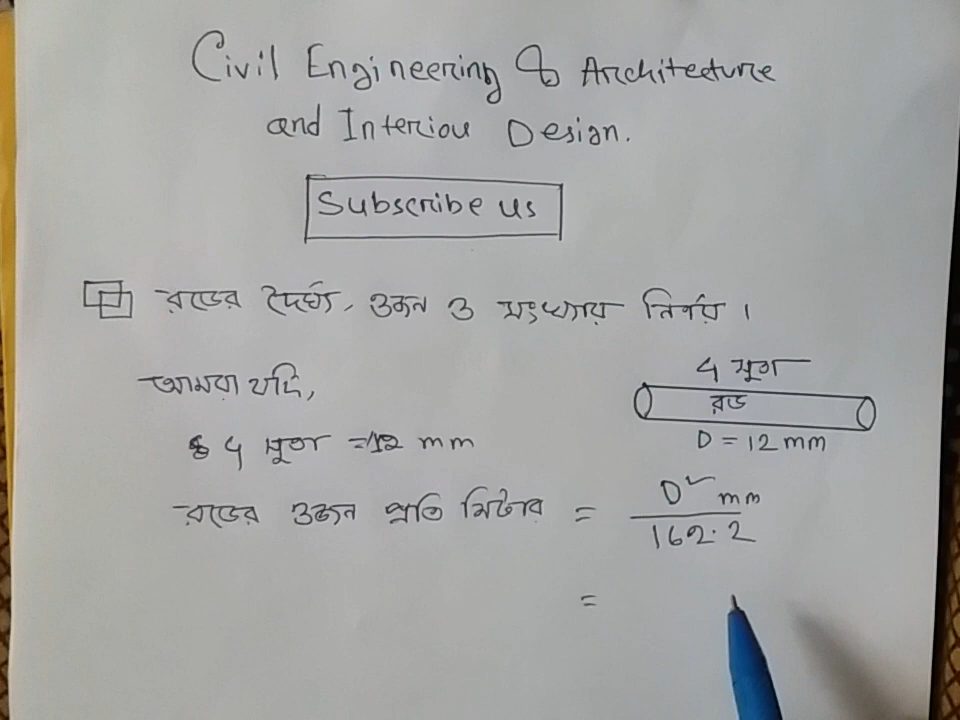 Civil Engineering & Architecture
and Interiou Design.
Subscribe us
রডের দৈর্ঘ্য, ওজন ও সংখ্যায় নির্ণয় ।
আমরা যদি,
4 সুতা
রড
4 সুতা = 12 mm
D = 12 mm
রডের ওজন প্রতি মিটার = D² mm / 162.2
=